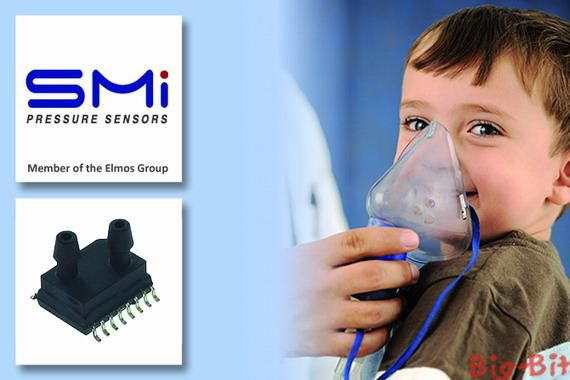 SMi
PRESSURE SENSORS
Member of the Elmos Group
Big-Bit